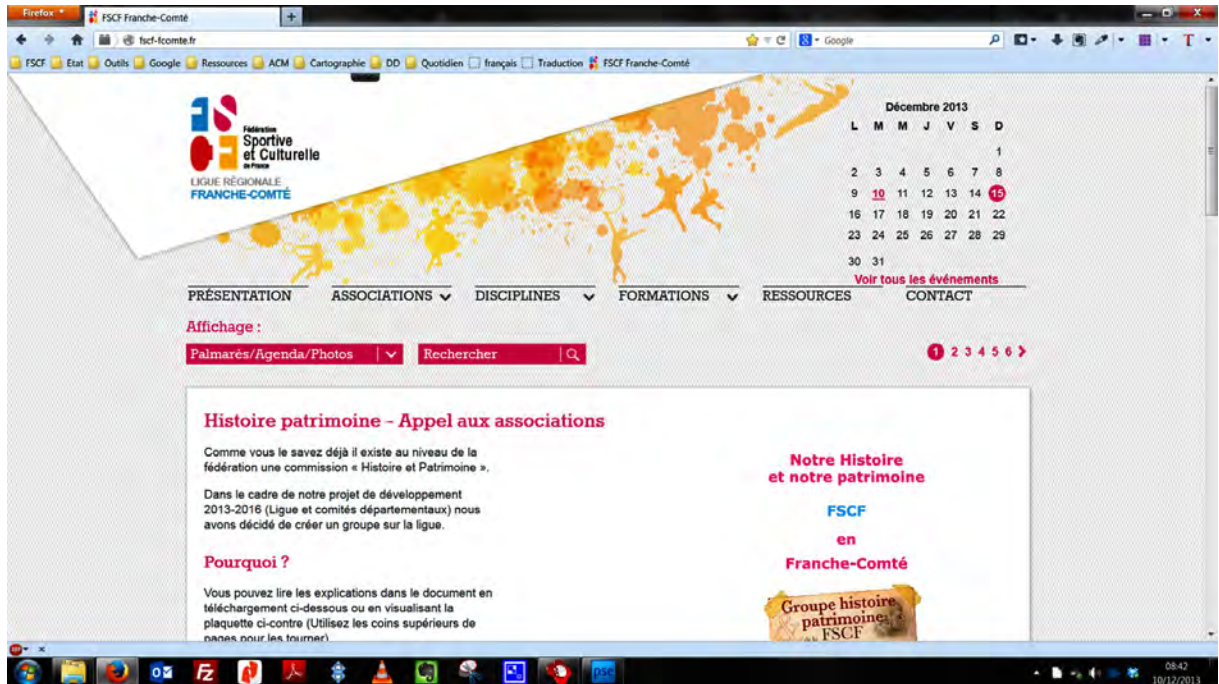 Firefox
FSCF Franche-Comté
fscf-fcomte.fr
Google
FSCF Etat Outils Google Ressources ACM Cartographie DD Quotidien français Traduction FSCF Franche-Comté
FSCF
Fédération
Sportive
et Culturelle
de France
LIGUE RÉGIONALE
FRANCHE-COMTÉ
Décembre 2013
L M M J V S D
1
2 3 4 5 6 7 8
9 10 11 12 13 14 15
16 17 18 19 20 21 22
23 24 25 26 27 28 29
30 31
Voir tous les événements
PRÉSENTATION ASSOCIATIONS DISCIPLINES FORMATIONS RESSOURCES CONTACT
Affichage :
Palmarés/Agenda/Photos Rechercher 1 2 3 4 5 6
Histoire patrimoine – Appel aux associations
Comme vous le savez déjà il existe au niveau de la
fédération une commission « Histoire et Patrimoine ».
Dans le cadre de notre projet de développement
2013-2016 (Ligue et comités départementaux) nous
avons décidé de créer un groupe sur la ligue.
Pourquoi ?
Vous pouvez lire les explications dans le document en
téléchargement ci-dessous ou en visualisant la
plaquette ci-contre (Utilisez les coins supérieurs de
pages pour les tourner)
Notre Histoire
et notre patrimoine
FSCF
en
Franche-Comté
Groupe histoire
patrimoine
FSCF
pse
08:42
10/12/2013